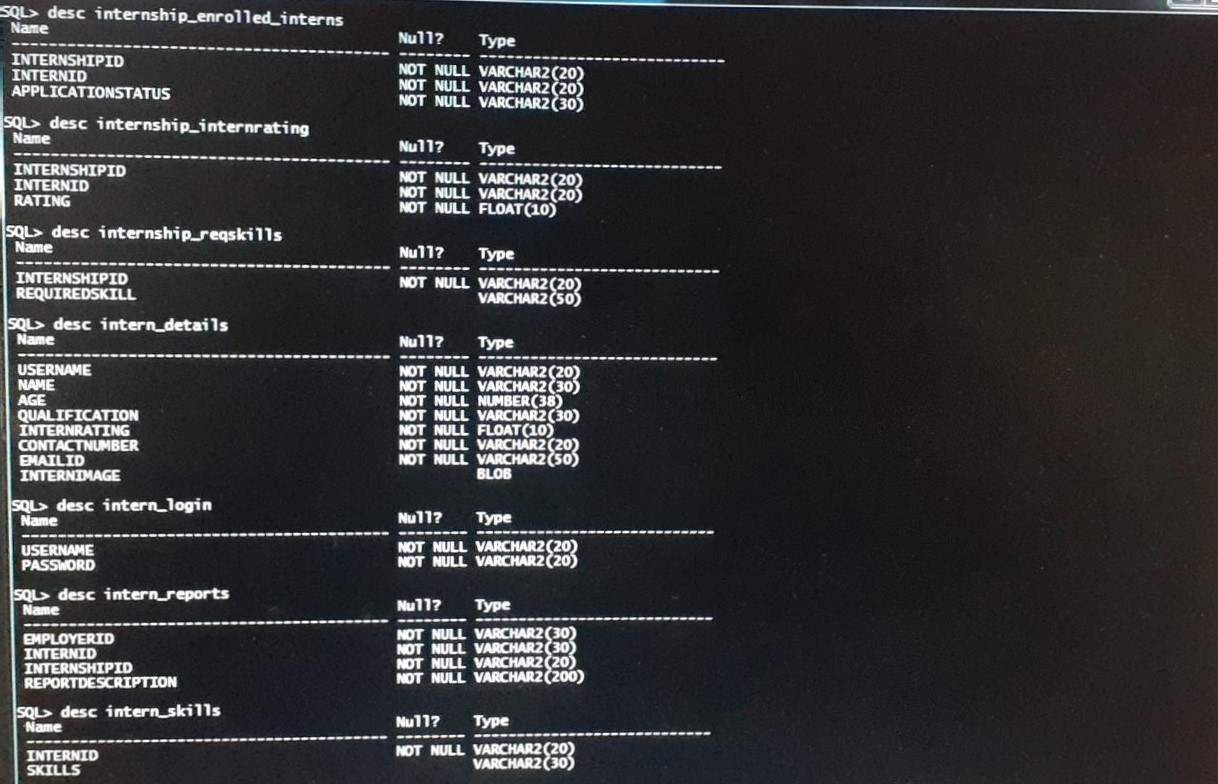 SQL> desc internship_enrolled_interns
Name Null? Type
---------------------------------------- -------- ----------------------------
INTERNSHIPID NOT NULL VARCHAR2(20)
INTERNID NOT NULL VARCHAR2(20)
APPLICATIONSTATUS NOT NULL VARCHAR2(30)
SQL> desc internship_internrating
Name Null? Type
---------------------------------------- -------- ----------------------------
INTERNSHIPID NOT NULL VARCHAR2(20)
INTERNID NOT NULL VARCHAR2(20)
RATING NOT NULL FLOAT(10)
SQL> desc internship_reqskills
Name Null? Type
---------------------------------------- -------- ----------------------------
INTERNSHIPID NOT NULL VARCHAR2(20)
REQUIREDSKILL VARCHAR2(50)
SQL> desc intern_details
Name Null? Type
---------------------------------------- -------- ----------------------------
USERNAME NOT NULL VARCHAR2(20)
NAME NOT NULL VARCHAR2(30)
AGE NOT NULL NUMBER(38)
QUALIFICATION NOT NULL VARCHAR2(30)
INTERNRATING NOT NULL FLOAT(10)
CONTACTNUMBER NOT NULL VARCHAR2(20)
EMAILID NOT NULL VARCHAR2(50)
INTERNIMAGE BLOB
SQL> desc intern_login
Name Null? Type
---------------------------------------- -------- ----------------------------
USERNAME NOT NULL VARCHAR2(20)
PASSWORD NOT NULL VARCHAR2(20)
SQL> desc intern_reports
Name Null? Type
---------------------------------------- -------- ----------------------------
EMPLOYERID NOT NULL VARCHAR2(30)
INTERNID NOT NULL VARCHAR2(30)
INTERNSHIPID NOT NULL VARCHAR2(20)
REPORTDESCRIPTION NOT NULL VARCHAR2(200)
SQL> desc intern_skills
Name Null? Type
---------------------------------------- -------- ----------------------------
INTERNID NOT NULL VARCHAR2(20)
SKILLS VARCHAR2(30)